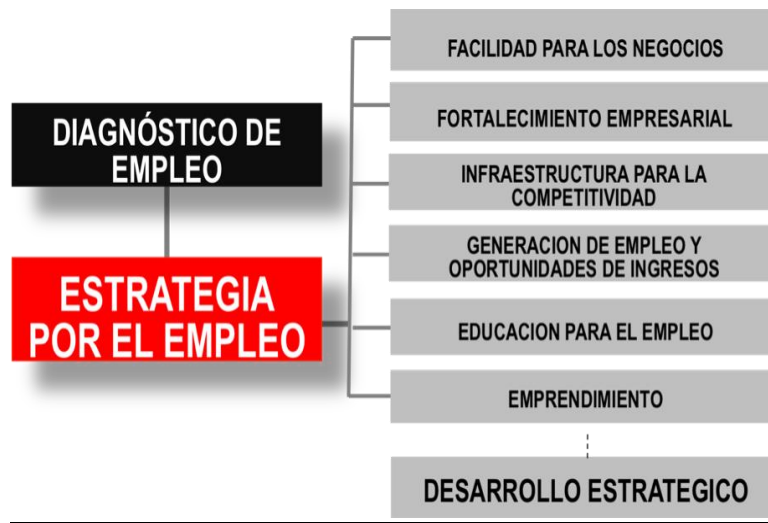 DIAGNÓSTICO DE
EMPLEO
ESTRATEGIA
POR EL EMPLEO
FACILIDAD PARA LOS NEGOCIOS
FORTALECIMIENTO EMPRESARIAL
INFRAESTRUCTURA PARA LA
COMPETITIVIDAD
GENERACION DE EMPLEO Y
OPORTUNIDADES DE INGRESOS
EDUCACION PARA EL EMPLEO
EMPRENDIMIENTO
DESARROLLO ESTRATEGICO